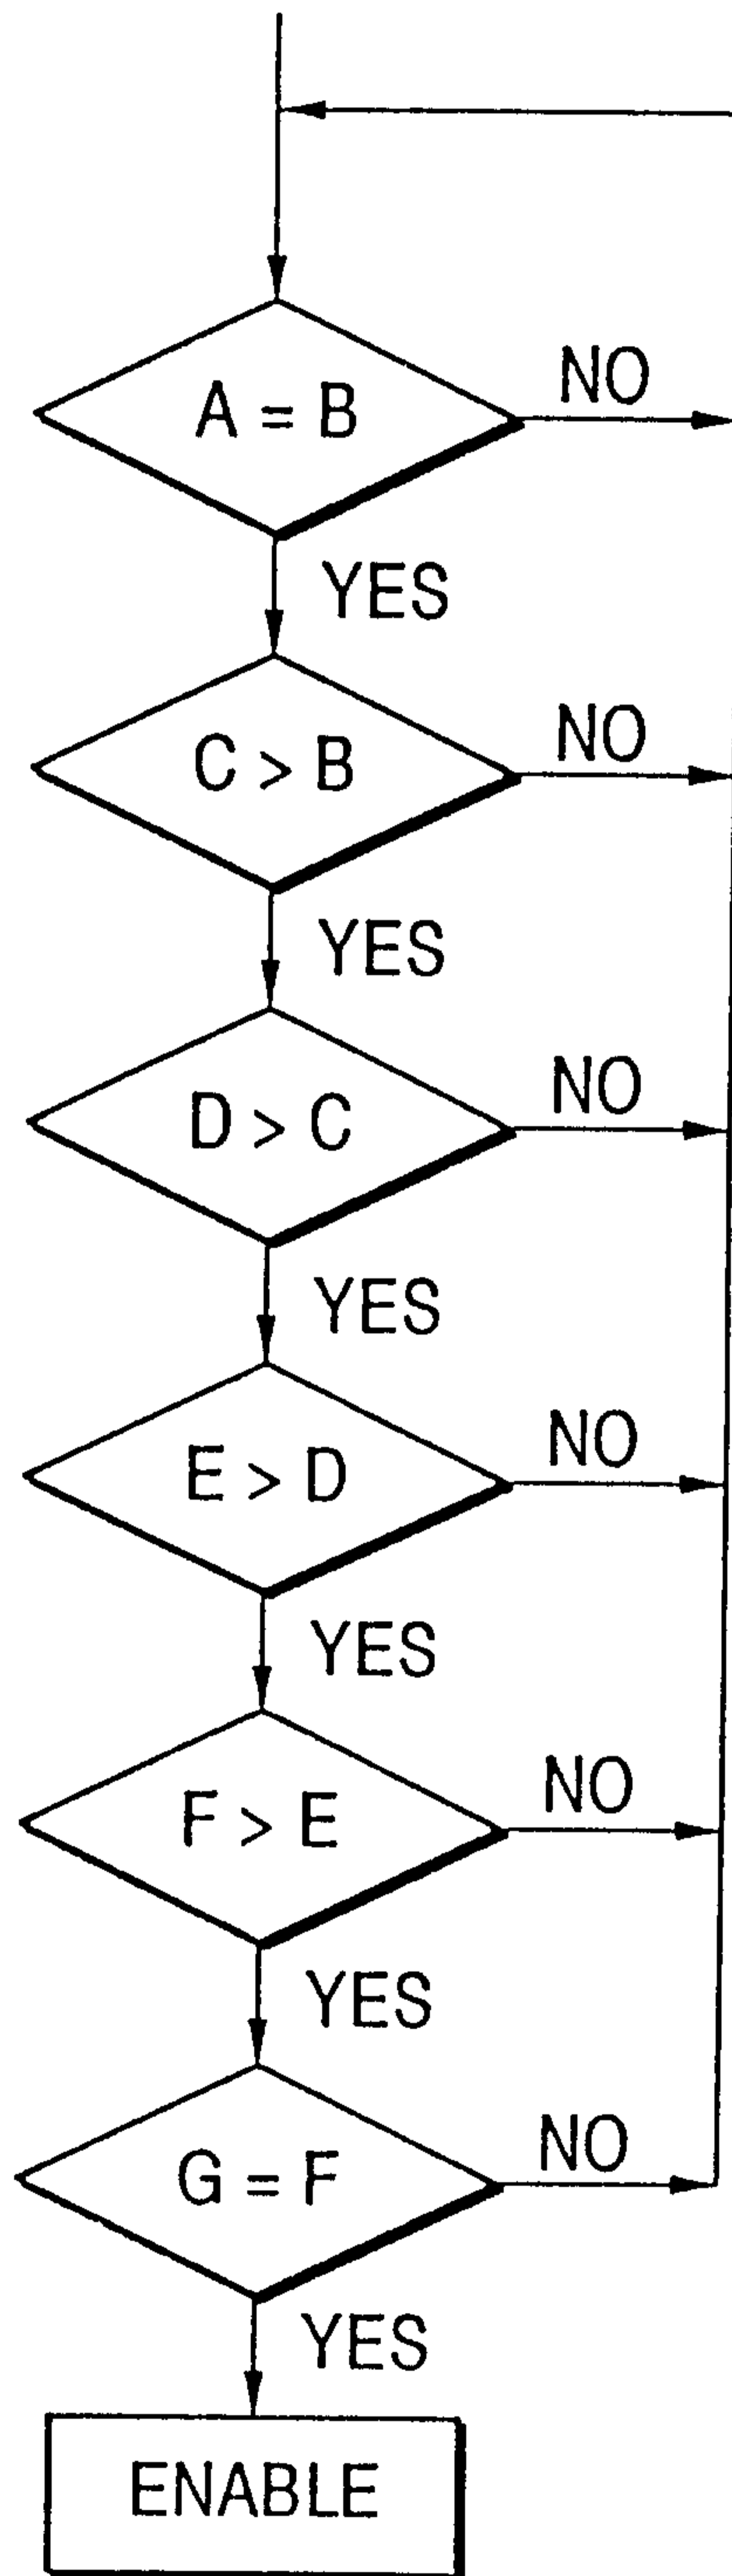 A = B
NO
YES
C > B
NO
YES
D > C
NO
YES
E > D
NO
YES
F > E
NO
YES
G = F
NO
YES
ENABLE